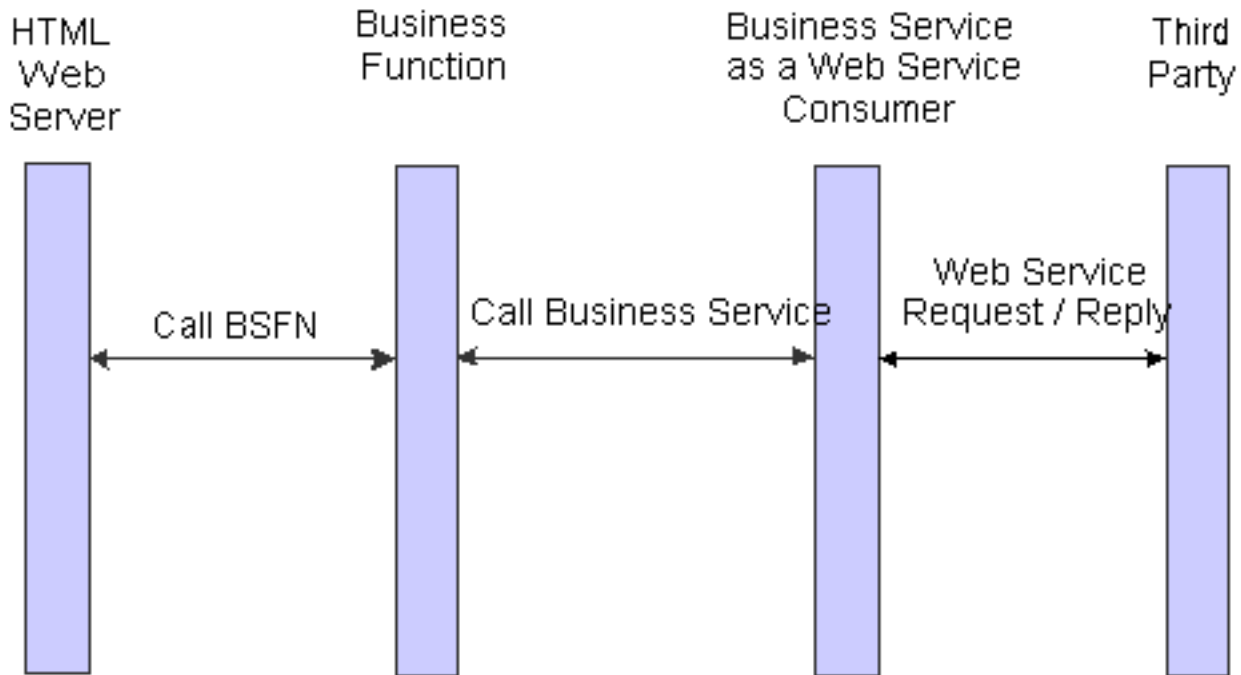 HTML
Web
Server
Business
Function
Business Service
as a Web Service
Consumer
Third
Party
Call BSFN
Call Business Service
Web Service
Request / Reply